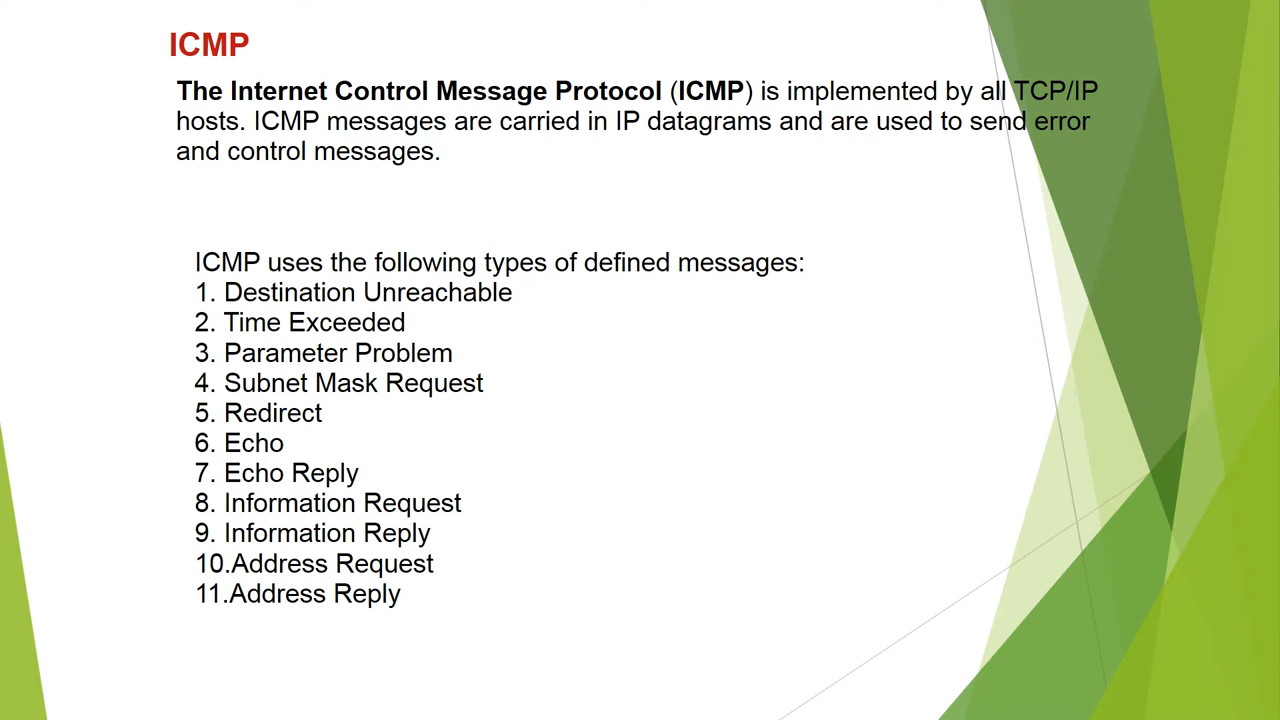 ICMP
The Internet Control Message Protocol (ICMP) is implemented by all TCP/IP
hosts. ICMP messages are carried in IP datagrams and are used to send error
and control messages.
ICMP uses the following types of defined messages:
1. Destination Unreachable
2. Time Exceeded
3. Parameter Problem
4. Subnet Mask Request
5. Redirect
6. Echo
7. Echo Reply
8. Information Request
9. Information Reply
10.Address Request
11.Address Reply